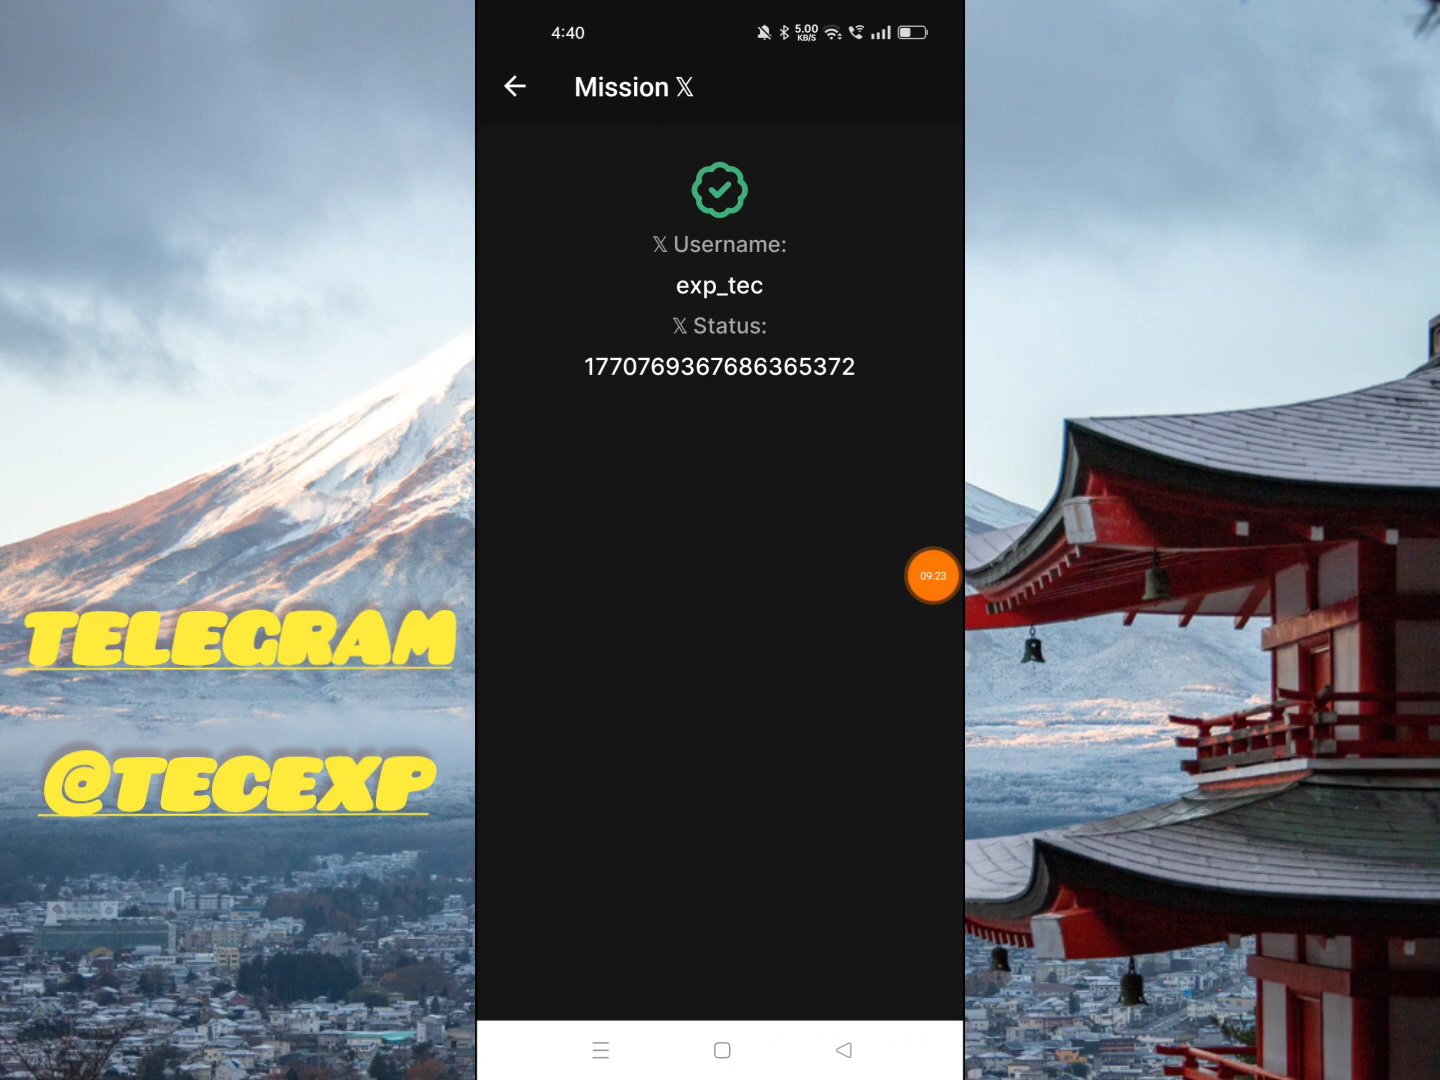 4:40
5.00
KB/S
Mission 𝕏
𝕏 Username:
exp_tec
𝕏 Status:
1770769367686365372
09:23
TELEGRAM
@TECEXP